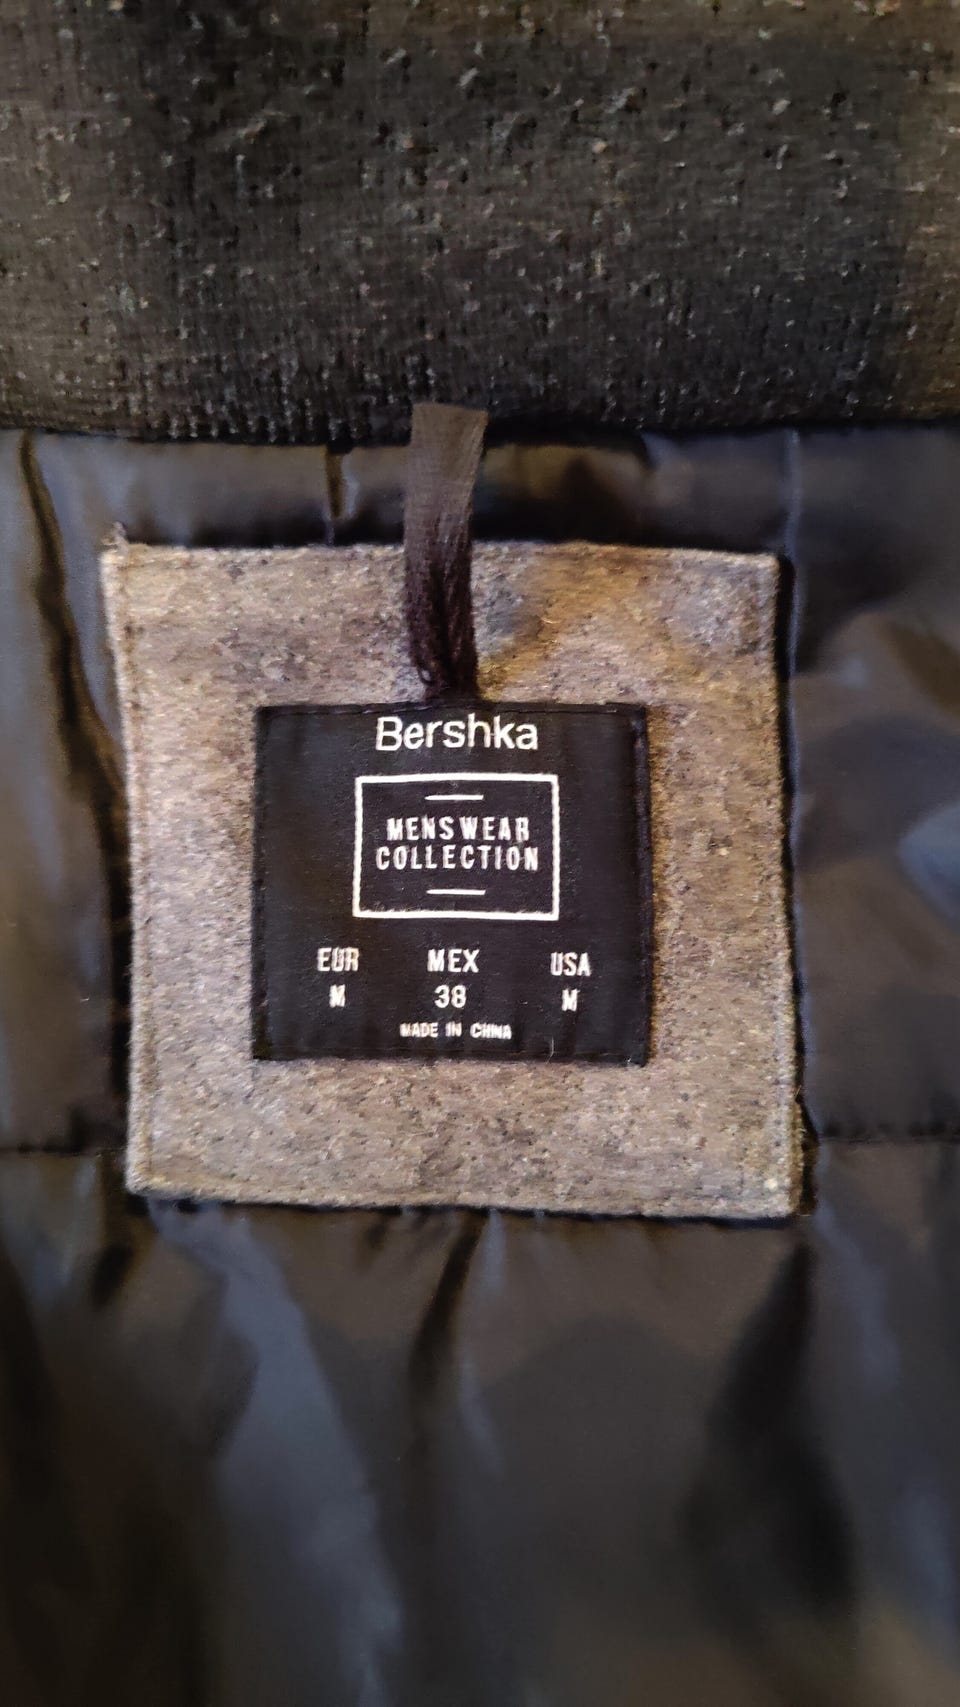 Bershka
MENSWEAR
COLLECTION
EUR MEX USA
M 38 M
MADE IN CHINA